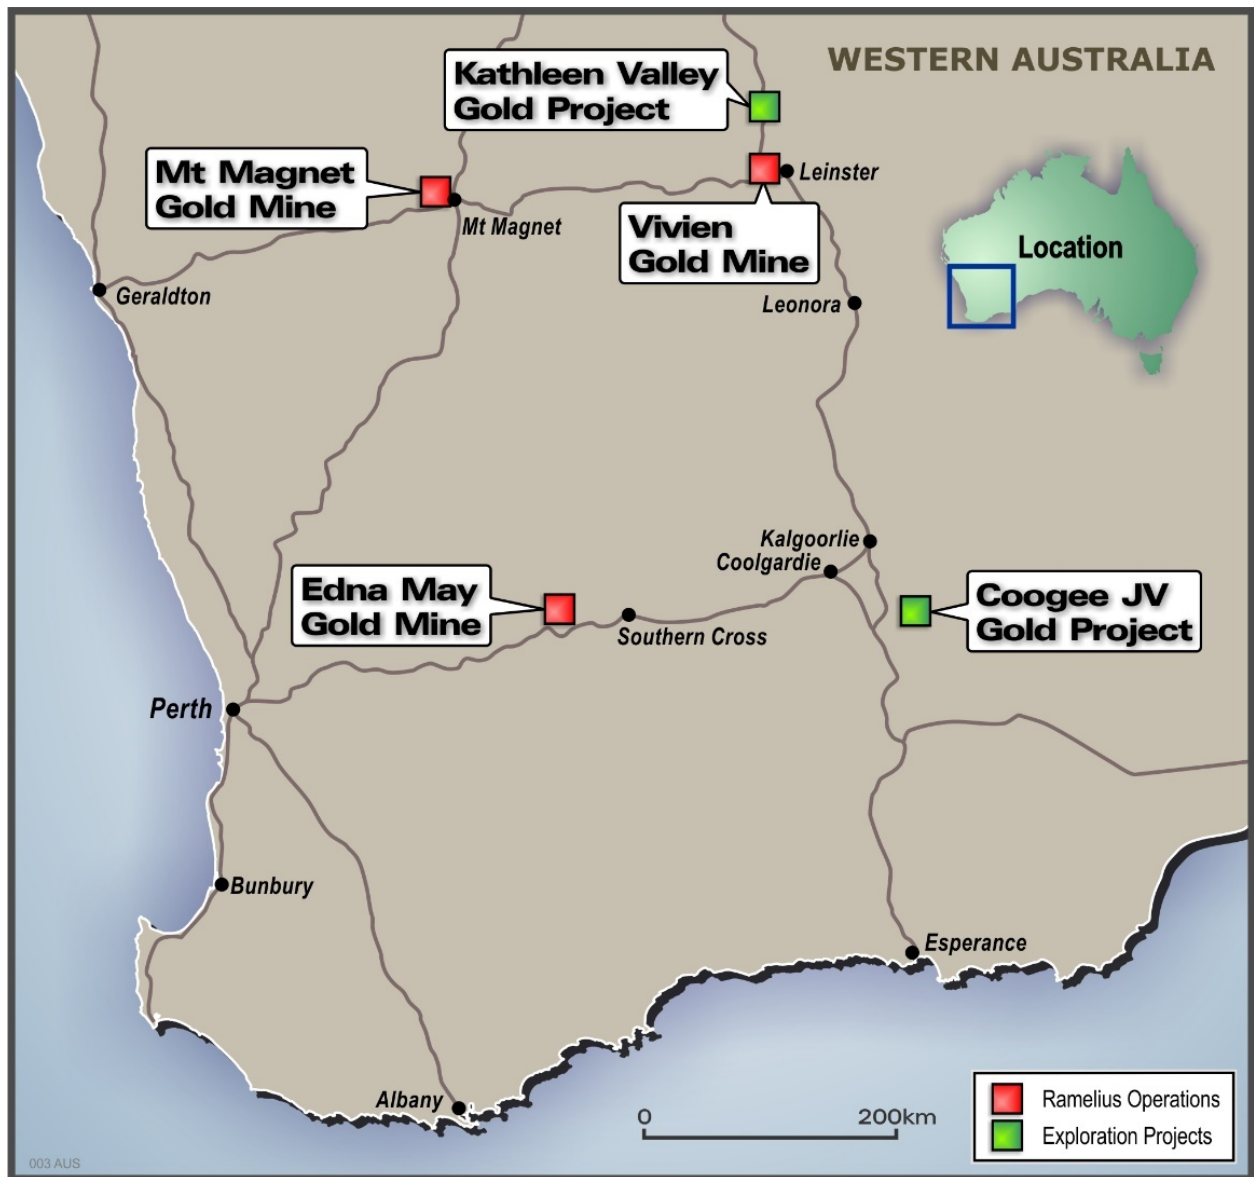 WESTERN AUSTRALIA
Kathleen Valley
Gold Project
Mt Magnet
Gold Mine
Leinster
Mt Magnet
Vivien
Gold Mine
Location
Geraldton
Leonora
Kalgoorlie
Coolgardie
Edna May
Gold Mine
Coogee JV
Gold Project
Southern Cross
Perth
Bunbury
Esperance
Albany
0 200km
Ramelius Operations
Exploration Projects
003 AUS